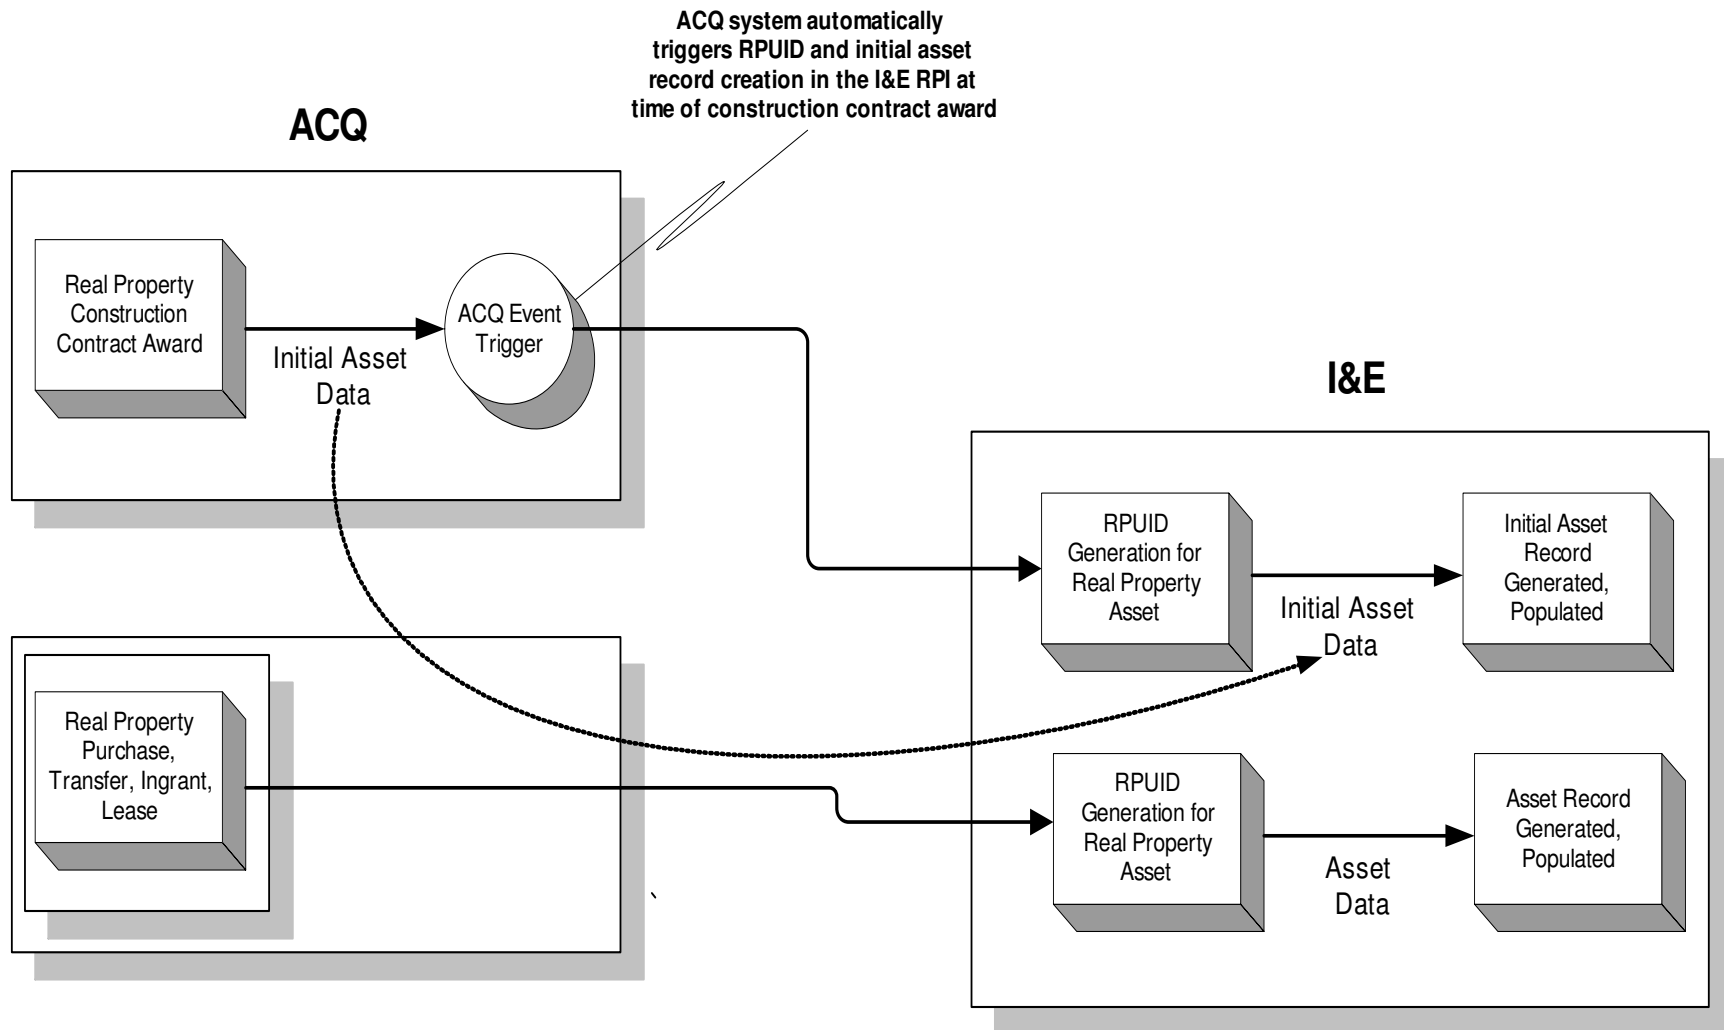 ACQ system automatically
triggers RPUID and initial asset
record creation in the I&E RPI at
time of construction contract award
ACQ
Real Property
Construction
Contract Award
Initial Asset
Data
ACQ Event
Trigger
I&E
RPUID
Generation for
Real Property
Asset
Initial Asset
Data
Initial Asset
Record
Generated,
Populated
Real Property
Purchase,
Transfer, Ingrant,
Lease
RPUID
Generation for
Real Property
Asset
Asset
Data
Asset Record
Generated,
Populated